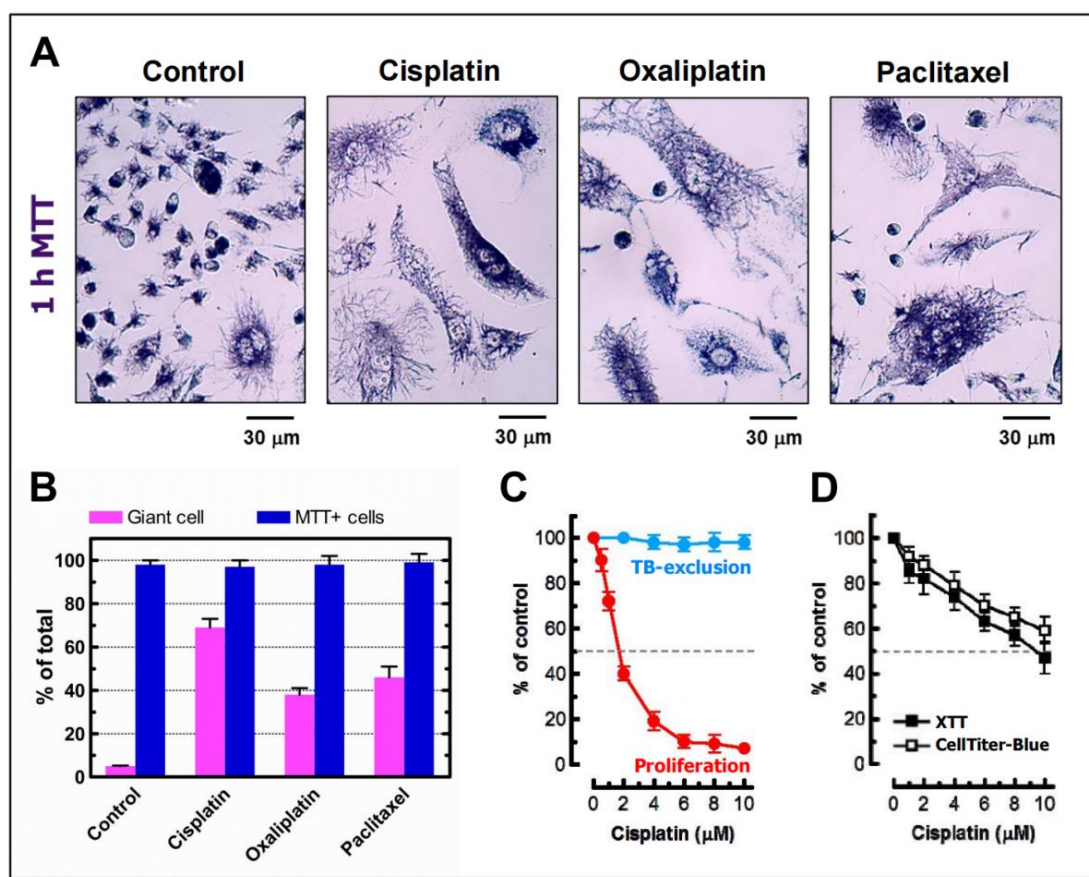 A
Control
Cisplatin
Oxaliplatin
Paclitaxel
1 h MTT
30 μm
30 μm
30 μm
30 μm
B
Giant cell
MTT+ cells
% of total
100
80
60
40
20
0
Control
Cisplatin
Oxaliplatin
Paclitaxel
C
% of control
100
80
60
40
20
0
TB-exclusion
Proliferation
0 2 4 6 8 10
Cisplatin (μM)
D
% of control
100
80
60
40
20
0
XTT
CellTiter-Blue
0 2 4 6 8 10
Cisplatin (μM)